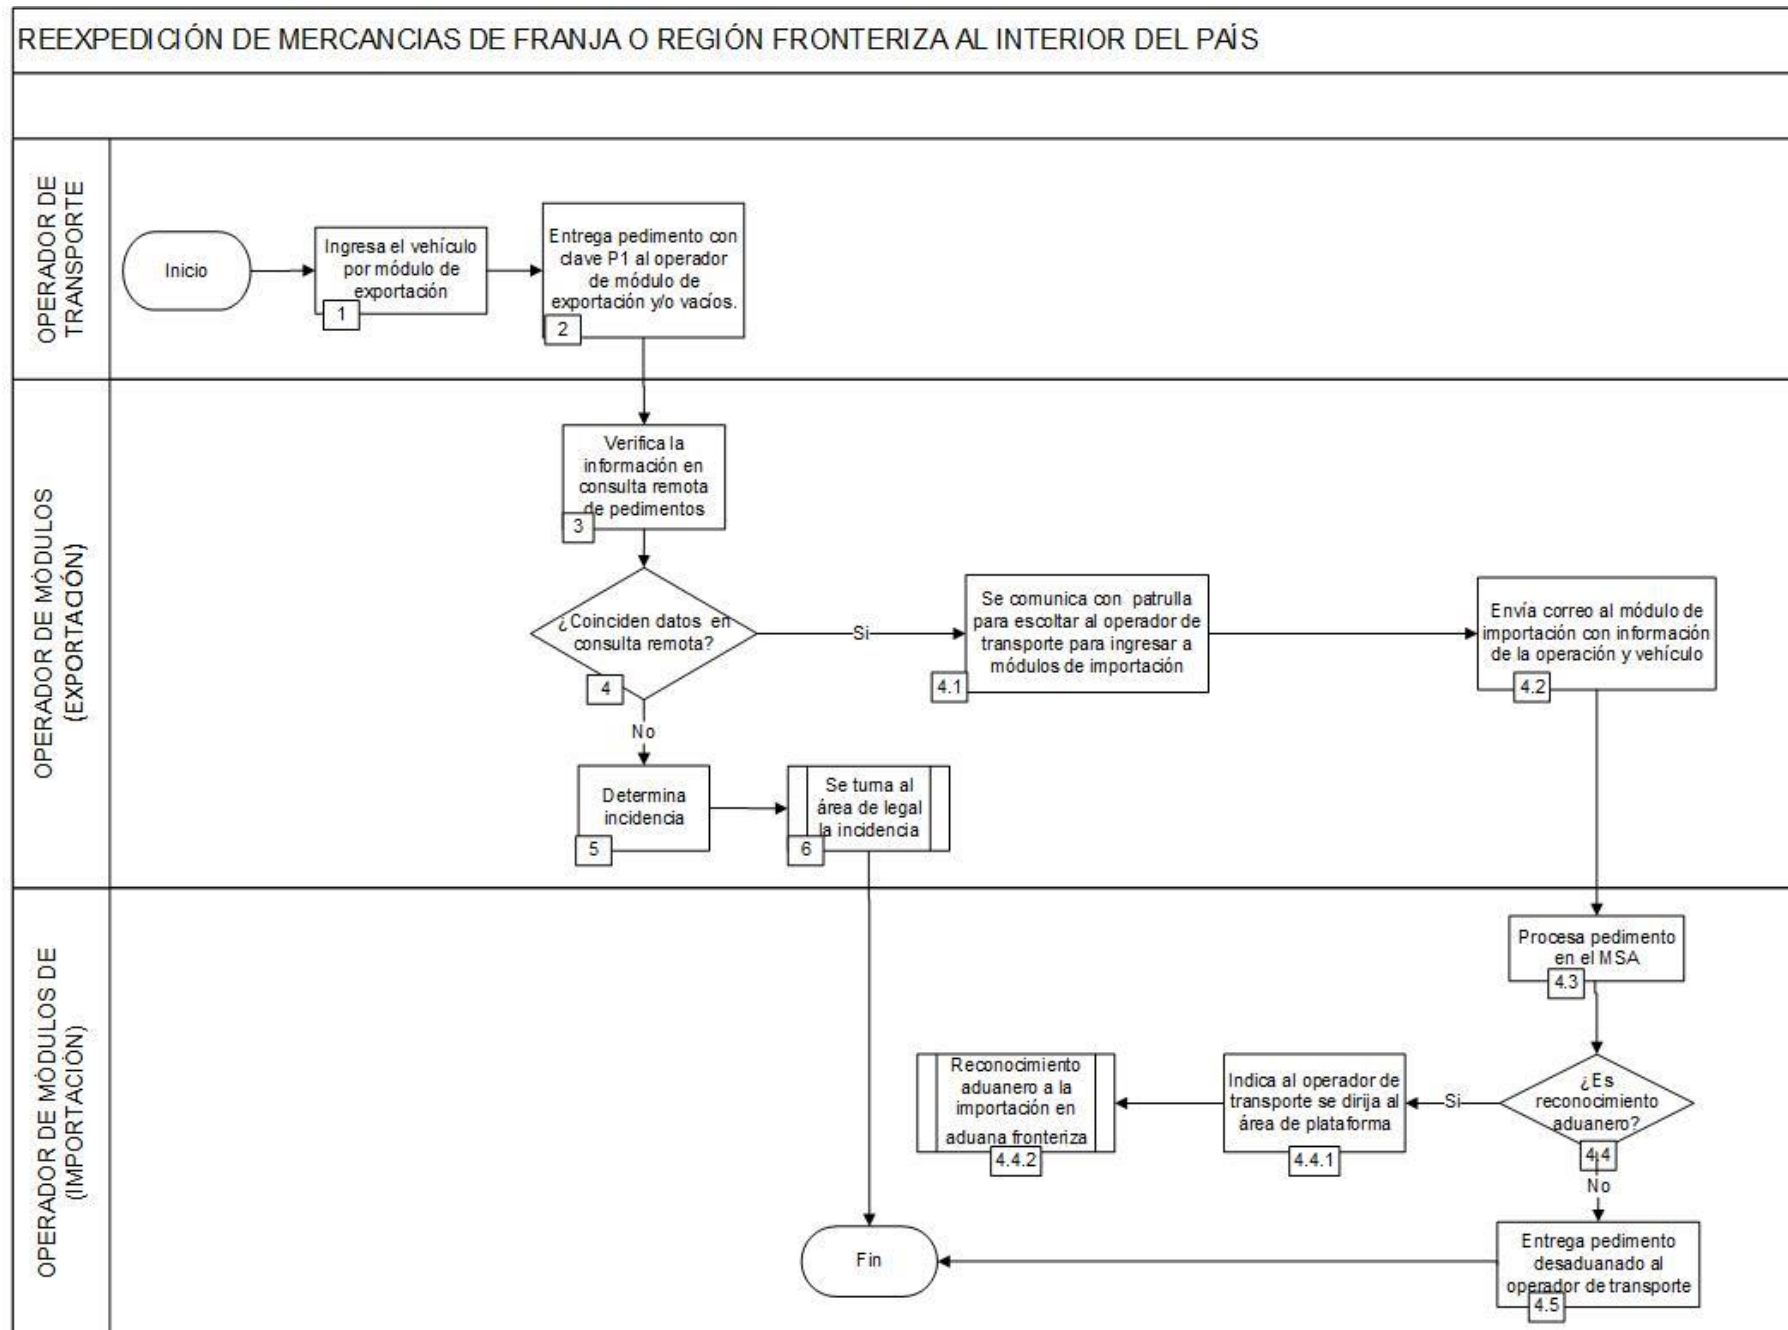 REEXPEDICIÓN DE MERCANCIAS DE FRANJA O REGIÓN FRONTERIZA AL INTERIOR DEL PAÍS
OPERADOR DE
TRANSPORTE
Inicio
Ingresa el vehículo
por módulo de
exportación
1
Entrega pedimento con
clave P1 al operador
de módulo de
exportación y/o vacíos.
2
OPERADOR DE MÓDULOS
(EXPORTACIÓN)
Verifica la
información en
consulta remota
de pedimentos
3
¿Coinciden datos en
consulta remota?
4
Si
Se comunica con patrulla
para escoltar al operador de
transporte para ingresar a
módulos de importación
4.1
Envía correo al módulo de
importación con información
de la operación y vehículo
4.2
No
Determina
incidencia
5
Se turna al
área de legal
la incidencia
6
OPERADOR DE MÓDULOS DE
(IMPORTACIÓN)
Procesa pedimento
en el MSA
4.3
¿Es
reconocimiento
aduanero?
4.4
Si
Indica al operador de
transporte se dirija al
área de plataforma
4.4.1
Reconocimiento
aduanero a la
importación en
aduana fronteriza
4.4.2
No
Entrega pedimento
desaduanado al
operador de transporte
4.5
Fin